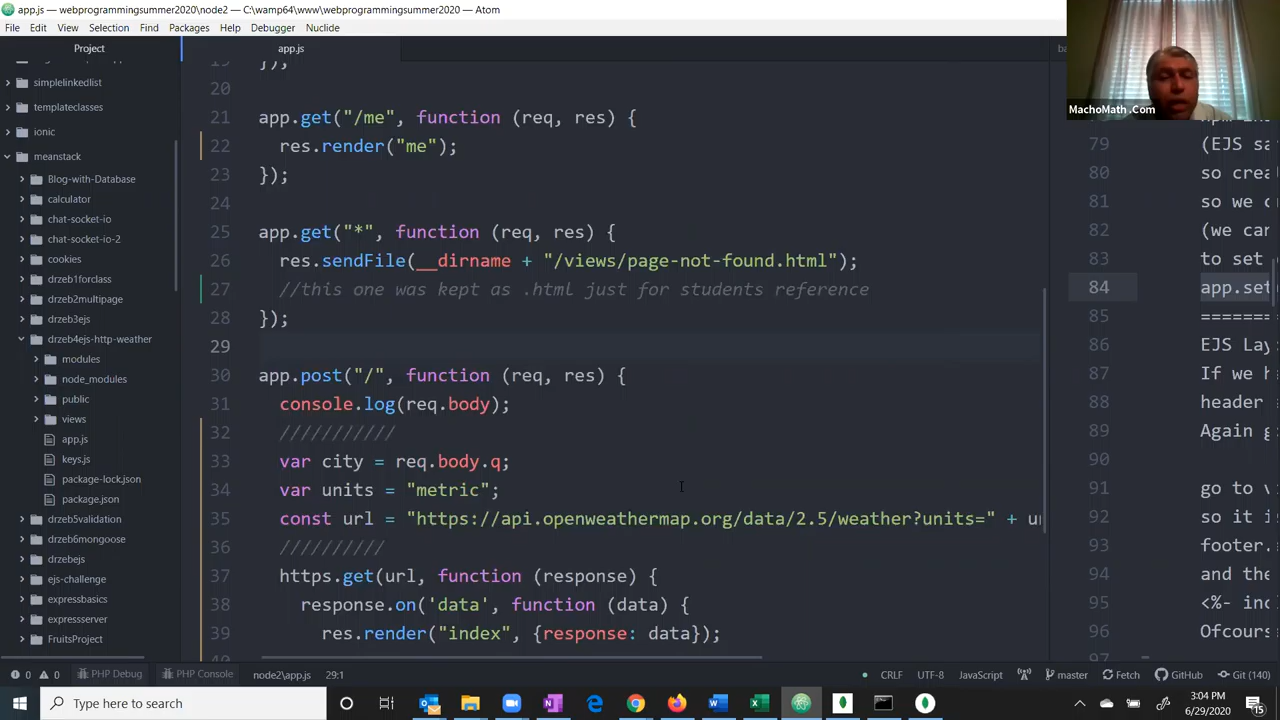 app.js — webprogrammingsummer2020\node2 — C:\wamp64\www\webprogrammingsummer2020 — Atom
File Edit View Selection Find Packages Help Debugger Nuclide
Project
app.js
MachoMath .Com
simplelinkedlist
templateclasses
ionic
meanstack
Blog-with-Database
calculator
chat-socket-io
chat-socket-io-2
cookies
drzeb1forclass
drzeb2multipage
drzeb3ejs
drzeb4ejs-http-weather
modules
node_modules
public
views
app.js
keys.js
package-lock.json
package.json
drzeb5validation
drzeb6mongoose
drzebejs
ejs-challenge
expressbasics
expressserver
FruitsProject
19 });
20
21 app.get("/me", function (req, res) {
22 res.render("me");
23 });
24
25 app.get("*", function (req, res) {
26 res.sendFile(__dirname + "/views/page-not-found.html");
27 //this one was kept as .html just for students reference
28 });
29
30 app.post("/", function (req, res) {
31 console.log(req.body);
32 ///////////
33 var city = req.body.q;
34 var units = "metric";
35 const url = "https://api.openweathermap.org/data/2.5/weather?units=" + u
36 //////////
37 https.get(url, function (response) {
38 response.on('data', function (data) {
39 res.render("index", {response: data});
79 (EJS sa
80 so crea
81 so we c
82 (we can
83 to set
84 app.set
85 =======
86 EJS Lay
87 If we h
88 header
89 Again g
90
91 go to v
92 so it i
93 footer.
94 and the
95 <%- inc
96 Ofcours
97
0 0 PHP Debug PHP Console node2\app.js 29:1 CRLF UTF-8 JavaScript master Fetch GitHub Git (140)
Type here to search
3:04 PM
6/29/2020
15